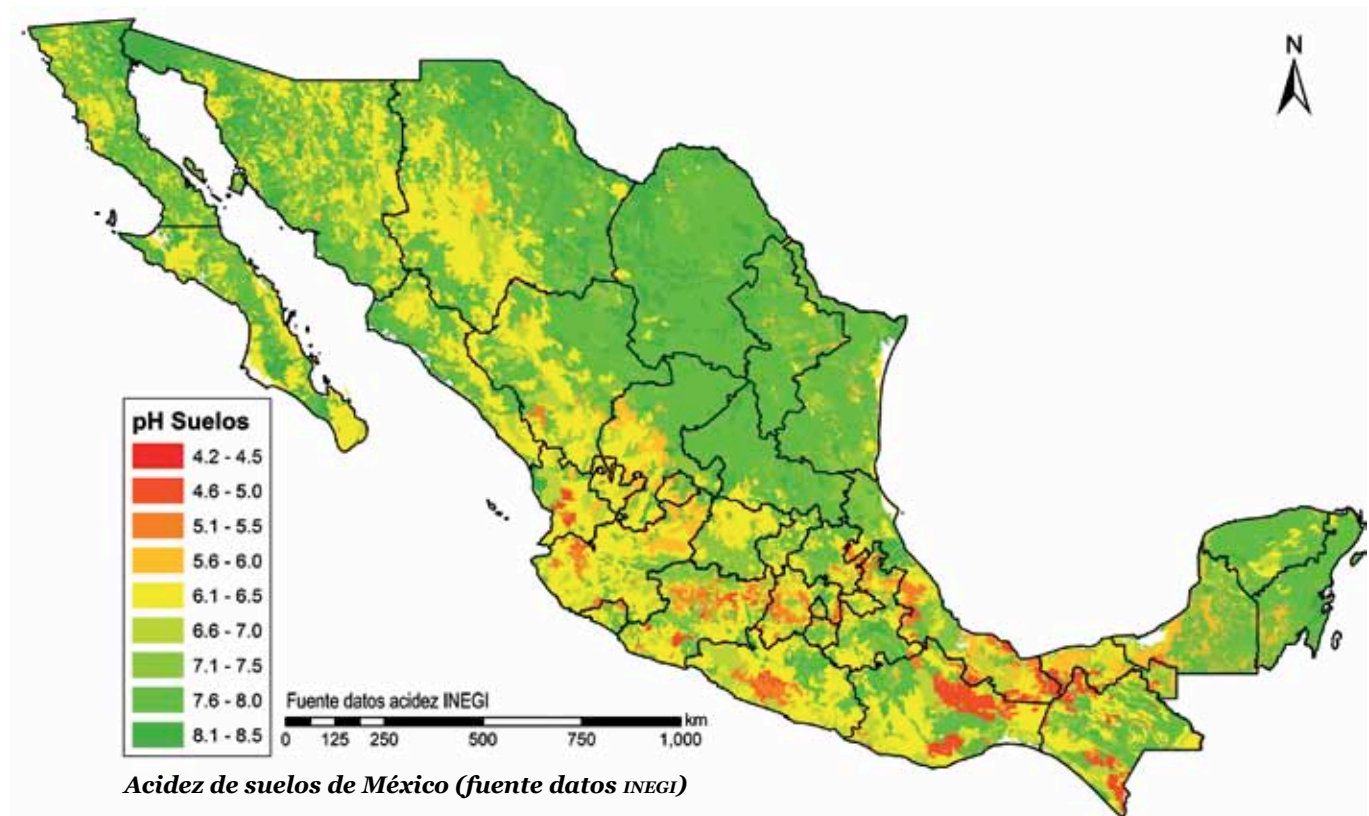 N
pH Suelos
4.2 - 4.5
4.6 - 5.0
5.1 - 5.5
5.6 - 6.0
6.1 - 6.5
6.6 - 7.0
7.1 - 7.5
7.6 - 8.0
8.1 - 8.5
Fuente datos acidez INEGI
km
0 125 250 500 750 1,000
Acidez de suelos de México (fuente datos INEGI)